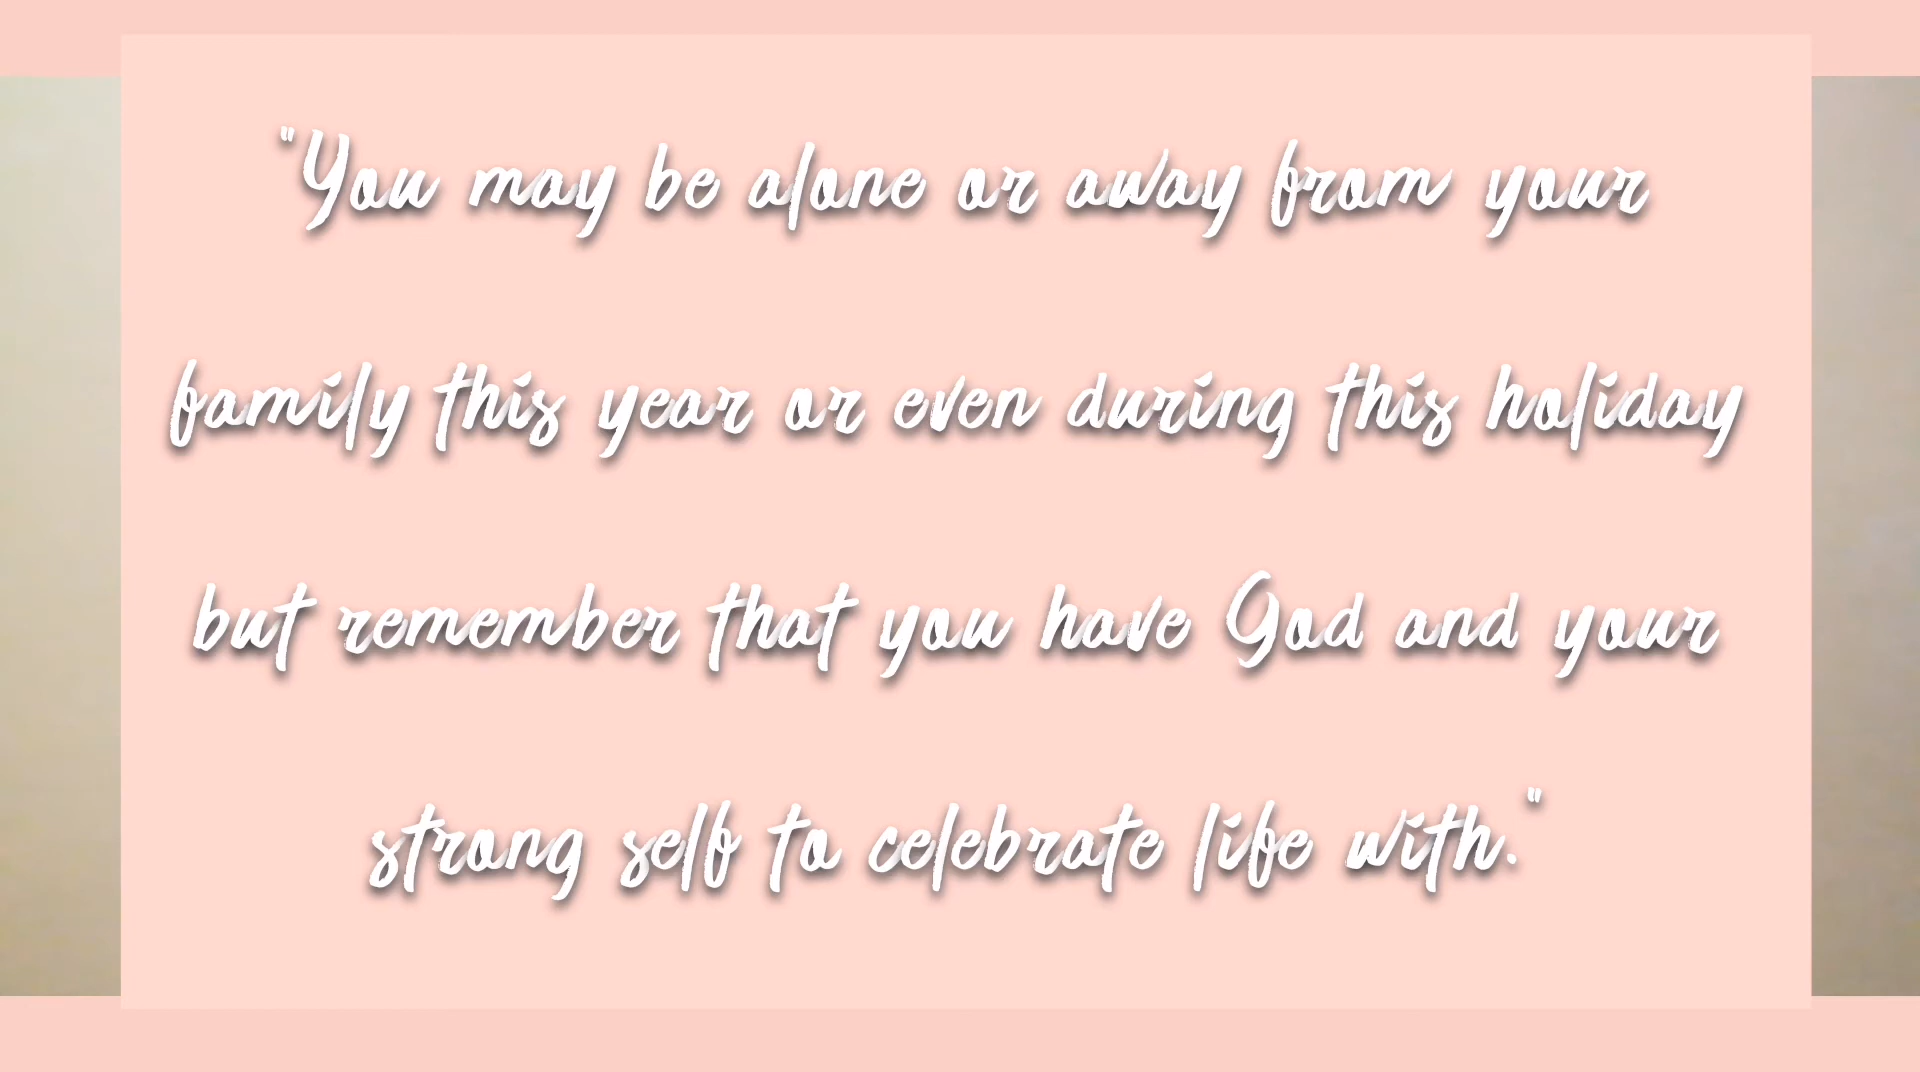 "You may be alone or away from your
family this year or even during this holiday
but remember that you have God and your
strong self to celebrate life with."